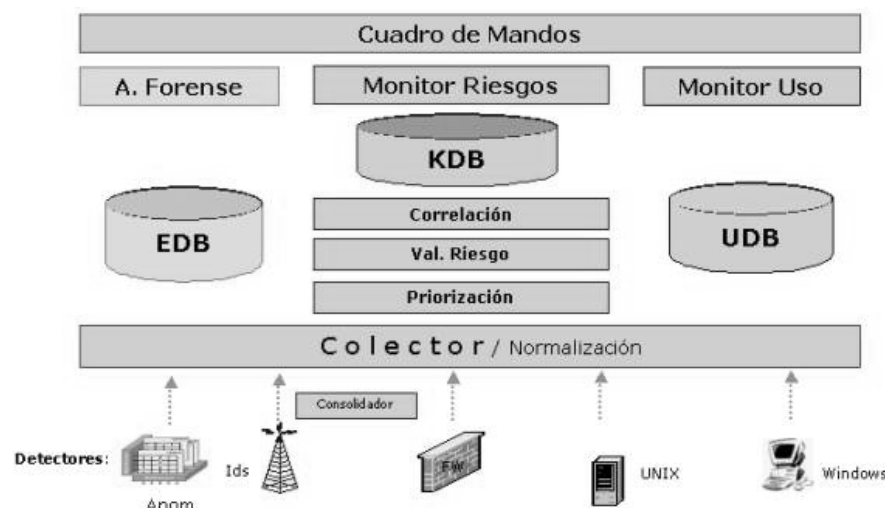 Cuadro de Mandos
A. Forense
Monitor Riesgos
Monitor Uso
KDB
EDB
UDB
Correlación
Val. Riesgo
Priorización
Colector / Normalización
Consolidador
Detectores:
Ids
FW
UNIX
Windows
Anom